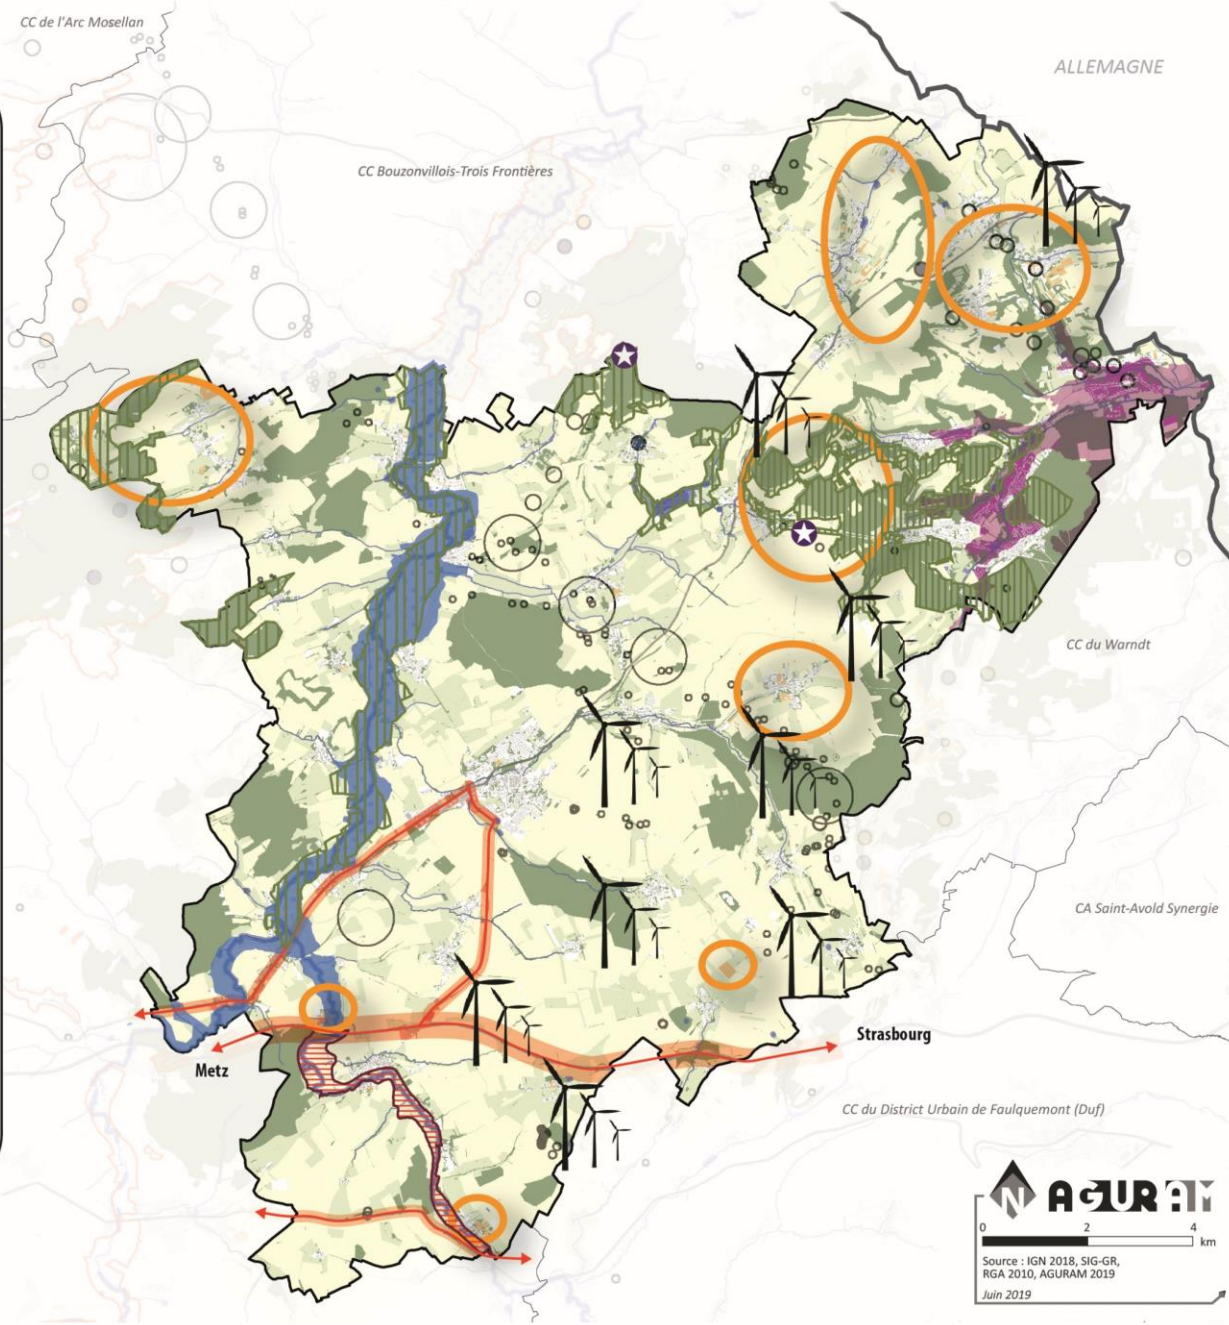 CC de l'Arc Mosellan
ALLEMAGNE
CC Bouzonvillois-Trois Frontières
CC du Warndt
CA Saint-Avold Synergie
Strasbourg
Metz
CC du District Urbain de Faulquemont (Duf)
N AGURAM
0 2 4
km
Source : IGN 2018, SIG-GR,
RGA 2010, AGURAM 2019
Juin 2019